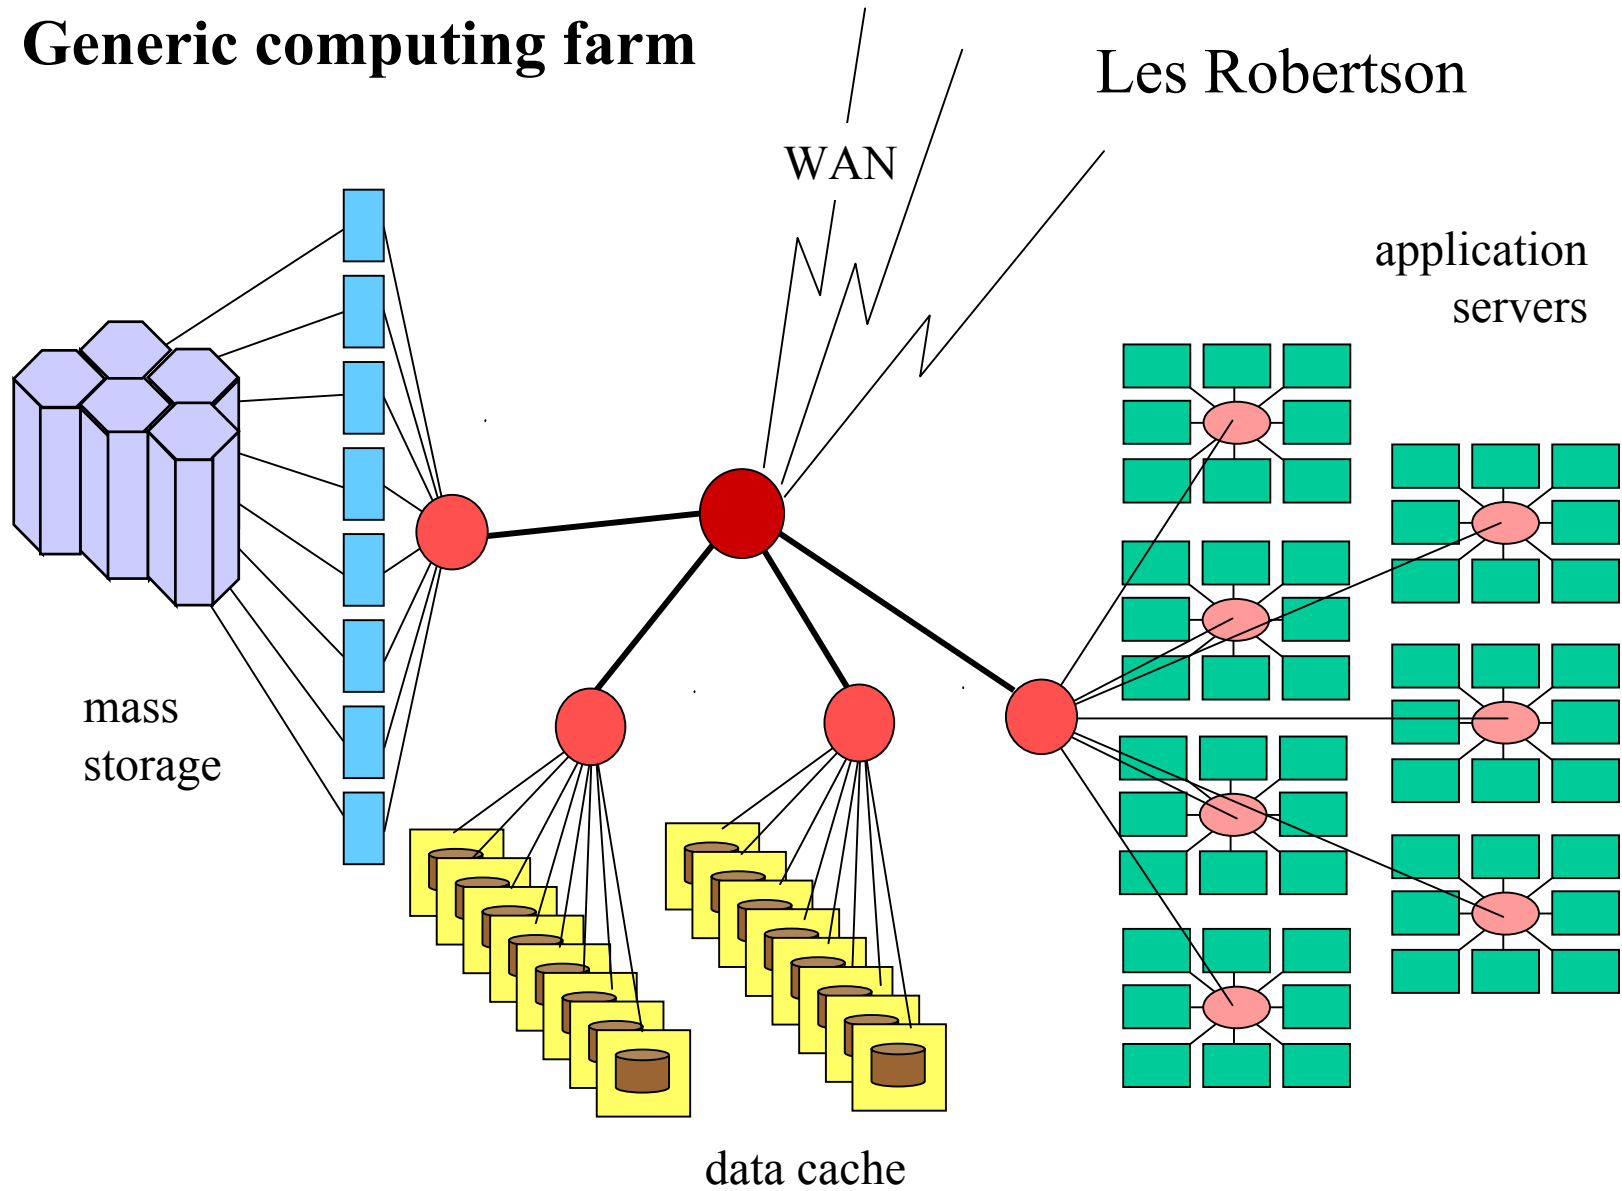 Generic computing farm
Les Robertson
WAN
application
servers
mass
storage
data cache